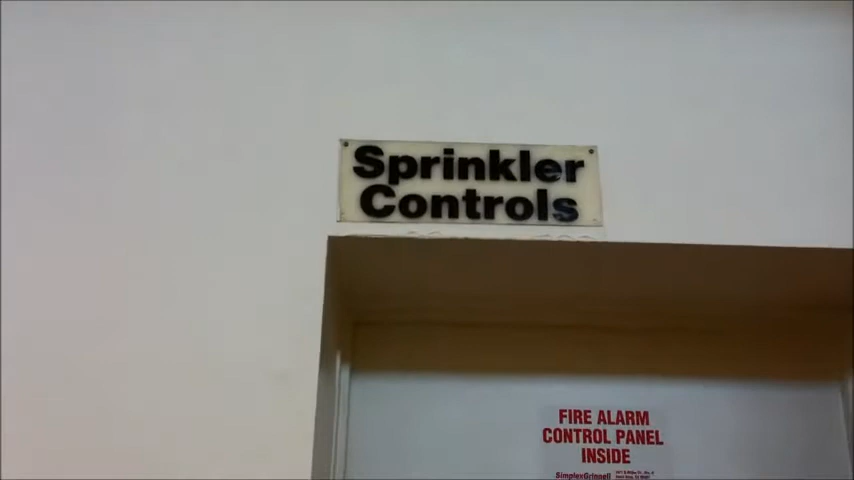 Sprinkler
Controls
FIRE ALARM
CONTROL PANEL
INSIDE
SimplexGrinnell